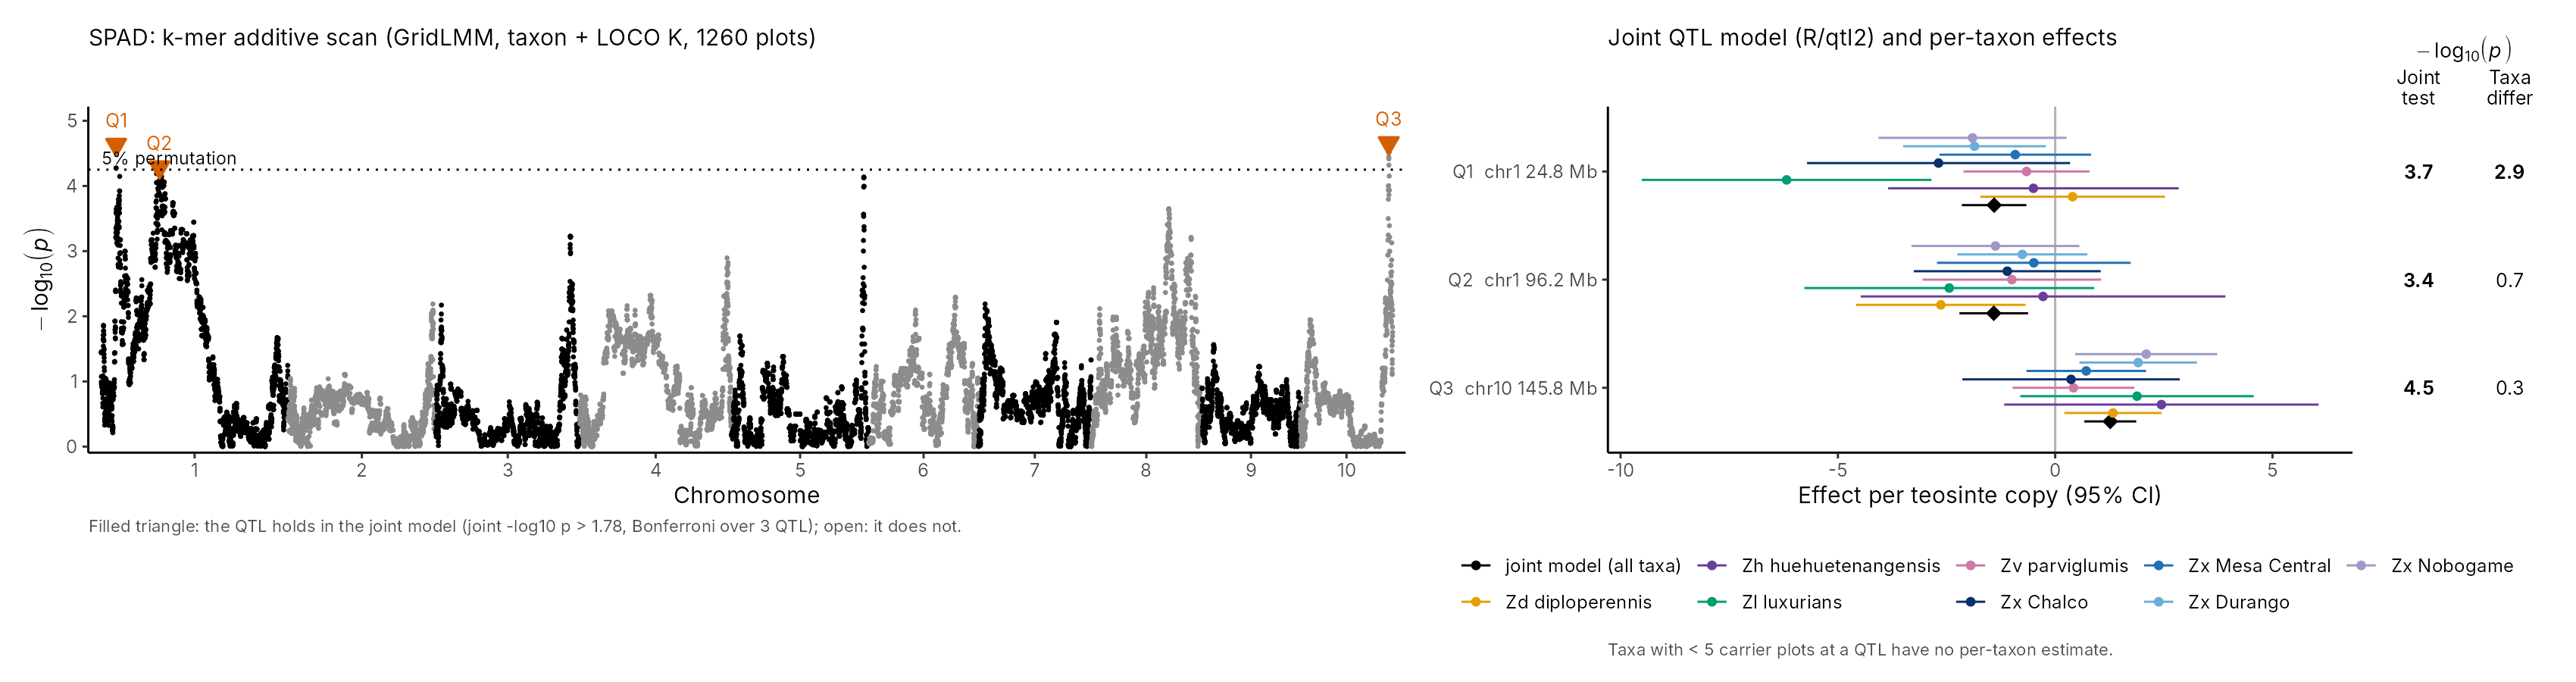 SPAD: k-mer additive scan (GridLMM, taxon + LOCO K, 1260 plots)
Q1
Q2
Q3
5% permutation
5
4
3
2
1
0
−log10(p)
1 2 3 4 5 6 7 8 9 10
Chromosome
Filled triangle: the QTL holds in the joint model (joint -log10 p > 1.78, Bonferroni over 3 QTL); open: it does not.
Joint QTL model (R/qtl2) and per-taxon effects
−log10(p)
Joint test
Taxa differ
Q1 chr1 24.8 Mb 3.7 2.9
Q2 chr1 96.2 Mb 3.4 0.7
Q3 chr10 145.8 Mb 4.5 0.3
-10 -5 0 5
Effect per teosinte copy (95% CI)
joint model (all taxa) Zh huehuetenangensis Zv parviglumis Zx Mesa Central Zx Nobogame
Zd diploperennis Zl luxurians Zx Chalco Zx Durango
Taxa with < 5 carrier plots at a QTL have no per-taxon estimate.